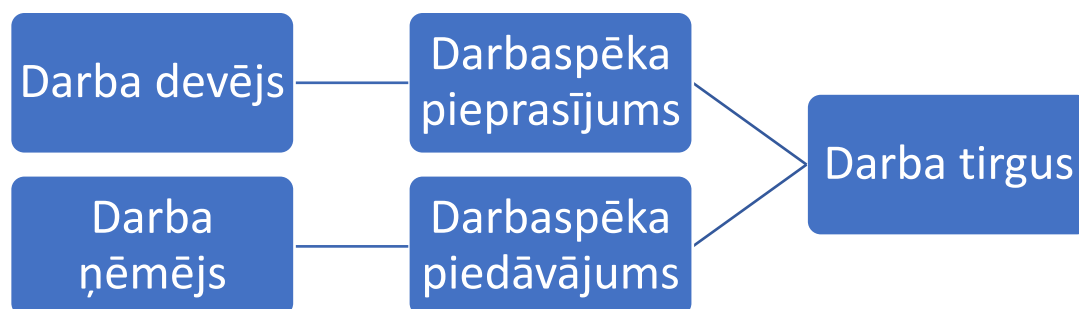 Darba devējs
Darbaspēka
pieprasījums
Darba
ņēmējs
Darbaspēka
piedāvājums
Darba tirgus